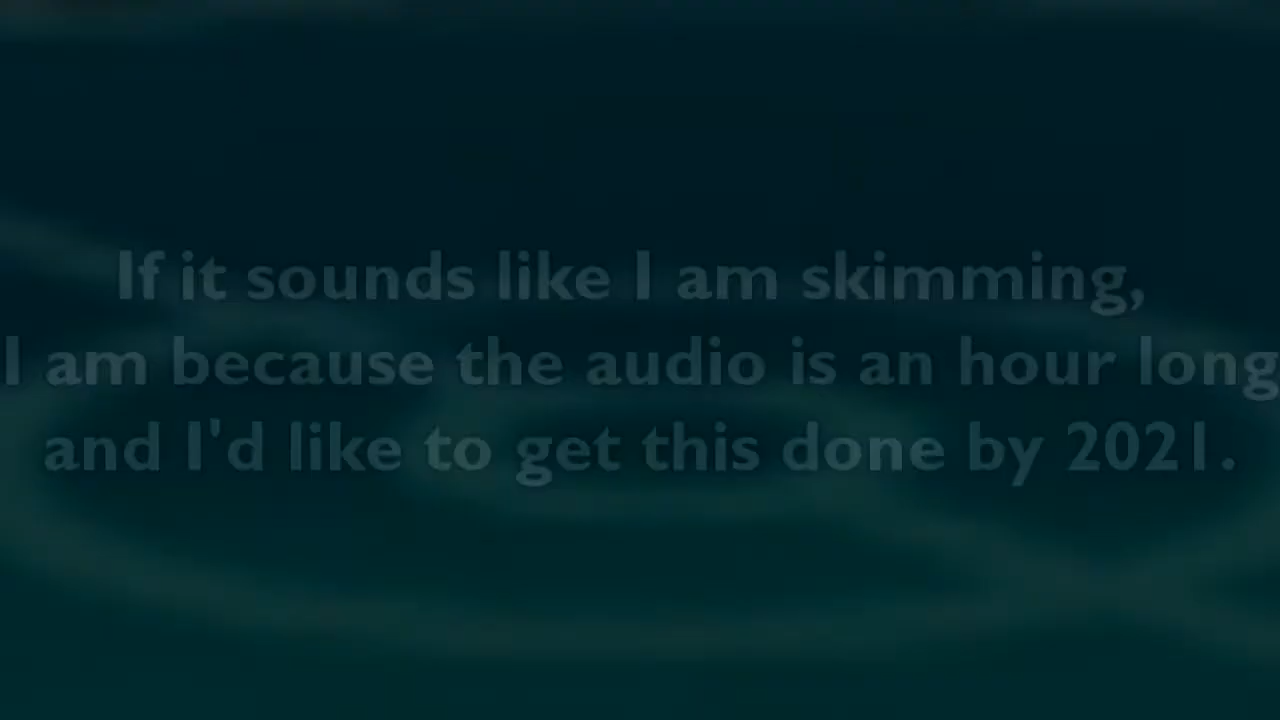 If it sounds like I am skimming,
I am because the audio is an hour long
and I'd like to get this done by 2021.